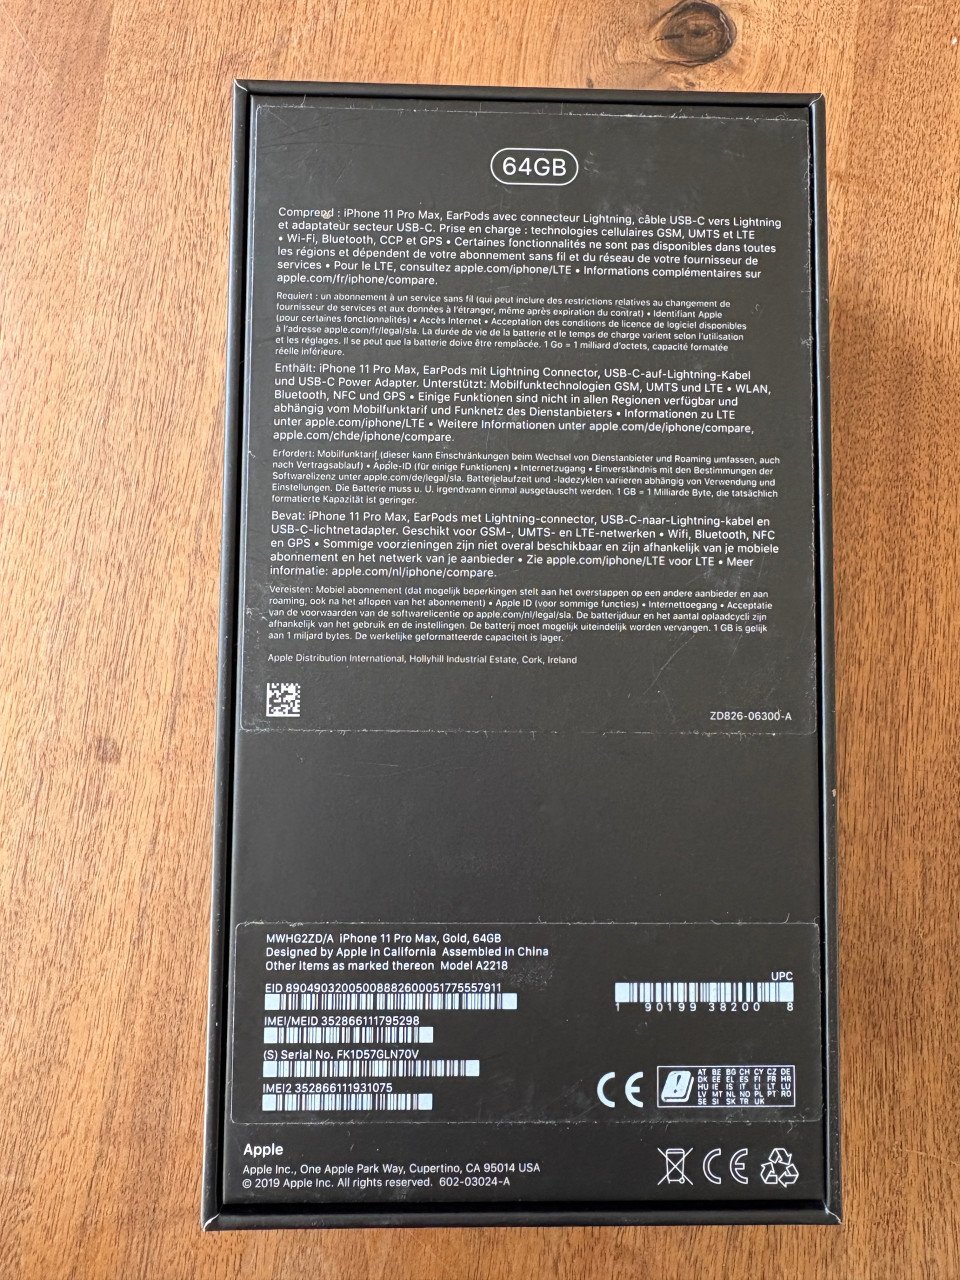 64GB
Comprend : iPhone 11 Pro Max, EarPods avec connecteur Lightning, câble USB-C vers Lightning
et adaptateur secteur USB-C. Prise en charge : technologies cellulaires GSM, UMTS et LTE
• Wi-Fi, Bluetooth, CCP et GPS • Certaines fonctionnalités ne sont pas disponibles dans toutes
les régions et dépendent de votre abonnement sans fil et du réseau de votre fournisseur de
services • Pour le LTE, consultez apple.com/iphone/LTE • Informations complémentaires sur
apple.com/fr/iphone/compare.
Requiert : un abonnement à un service sans fil (qui peut inclure des restrictions relatives au changement de
fournisseur de services et aux données à l'étranger, même après expiration du contrat) • Identifiant Apple
(pour certaines fonctionnalités) • Accès Internet • Acceptation des conditions de licence de logiciel disponibles
à l'adresse apple.com/fr/legal/sla. La durée de vie de la batterie et le temps de charge varient selon l'utilisation
et les réglages. Il se peut que la batterie doive être remplacée. 1 Go = 1 milliard d'octets, capacité formatée
réelle inférieure.
Enthält: iPhone 11 Pro Max, EarPods mit Lightning Connector, USB-C-auf-Lightning-Kabel
und USB-C Power Adapter. Unterstützt: Mobilfunktechnologien GSM, UMTS und LTE • WLAN,
Bluetooth, NFC und GPS • Einige Funktionen sind nicht in allen Regionen verfügbar und
abhängig vom Mobilfunktarif und Funknetz des Dienstanbieters • Informationen zu LTE
unter apple.com/iphone/LTE • Weitere Informationen unter apple.com/de/iphone/compare,
apple.com/chde/iphone/compare.
Erfordert: Mobilfunktarif (dieser kann Einschränkungen beim Wechsel von Dienstanbieter und Roaming umfassen, auch
nach Vertragsablauf) • Apple-ID (für einige Funktionen) • Internetzugang • Einverständnis mit den Bestimmungen der
Softwarelizenz unter apple.com/de/legal/sla. Batterielaufzeit und -ladezyklen variieren abhängig von Verwendung und
Einstellungen. Die Batterie muss u. U. irgendwann einmal ausgetauscht werden. 1 GB = 1 Milliarde Byte, die tatsächlich
formatierte Kapazität ist geringer.
Bevat: iPhone 11 Pro Max, EarPods met Lightning-connector, USB-C-naar-Lightning-kabel en
USB-C-lichtnetadapter. Geschikt voor GSM-, UMTS- en LTE-netwerken • Wifi, Bluetooth, NFC
en GPS • Sommige voorzieningen zijn niet overal beschikbaar en zijn afhankelijk van je mobiele
abonnement en het netwerk van je aanbieder • Zie apple.com/iphone/LTE voor LTE • Meer
informatie: apple.com/nl/iphone/compare.
Vereisten: Mobiel abonnement (dat mogelijk beperkingen stelt aan het overstappen op een andere aanbieder en aan
roaming, ook na het aflopen van het abonnement) • Apple ID (voor sommige functies) • Internettoegang • Acceptatie
van de voorwaarden van de softwarelicentie op apple.com/nl/legal/sla. De batterijduur en het aantal oplaadcycli zijn
afhankelijk van het gebruik en de instellingen. De batterij moet mogelijk uiteindelijk worden vervangen. 1 GB is gelijk
aan 1 miljard bytes. De werkelijke geformatteerde capaciteit is lager.
Apple Distribution International, Hollyhill Industrial Estate, Cork, Ireland
ZD826-06300-A
MWHG2ZD/A iPhone 11 Pro Max, Gold, 64GB
Designed by Apple in California Assembled in China
Other items as marked thereon Model A2218
EID 89049032005008882600051775557911
UPC
1 90199 38200 8
IMEI/MEID 352866111795298
(S) Serial No. FK1D57GLN70V
IMEI2 352866111931075
CE
AT BE BG CH CY CZ DE
DK EE EL ES FI FR HR
HU IE IS IT LI LT LU
LV MT NL NO PL PT RO
SE SI SK TR UK
Apple
Apple Inc., One Apple Park Way, Cupertino, CA 95014 USA
© 2019 Apple Inc. All rights reserved. 602-03024-A
CE